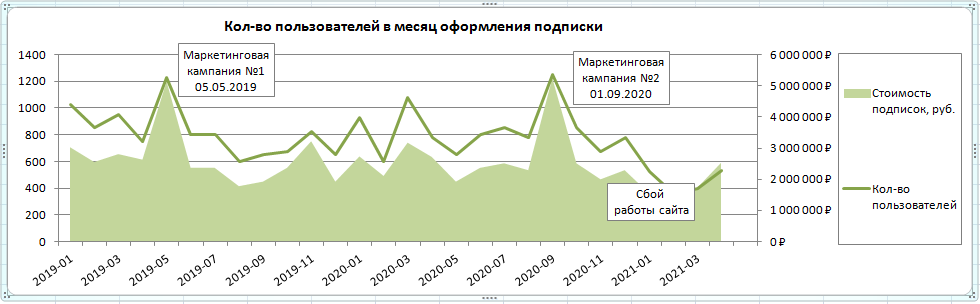 Кол-во пользователей в месяц оформления подписки
Маркетинговая
кампания №1
05.05.2019
Маркетинговая
кампания №2
01.09.2020
Сбой
работы сайта
1400
1200
1000
800
600
400
200
0
6 000 000 ₽
5 000 000 ₽
4 000 000 ₽
3 000 000 ₽
2 000 000 ₽
1 000 000 ₽
0 ₽
2019-01
2019-03
2019-05
2019-07
2019-09
2019-11
2020-01
2020-03
2020-05
2020-07
2020-09
2020-11
2021-01
2021-03
Стоимость
подписок, руб.
Кол-во
пользователей